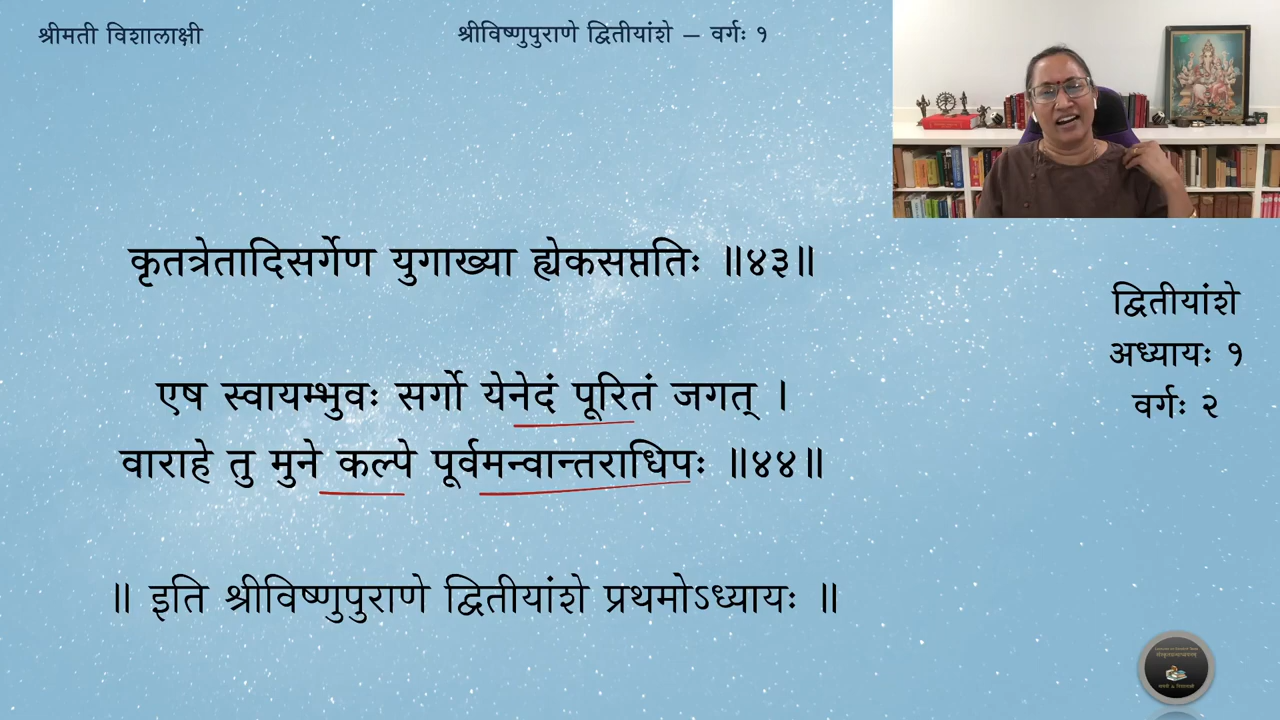 श्रीमती विशालाक्षी
श्रीविष्णुपुराणे द्वितीयांशे – वर्गः १
कृतत्रेतादिसर्गेण युगाख्या ह्येकसप्ततिः ॥४३॥
एष स्वायम्भुवः सर्गो येनेदं पूरितं जगत् ।
वाराहे तु मुने कल्पे पूर्वमन्वान्तराधिपः ॥४४॥
॥ इति श्रीविष्णुपुराणे द्वितीयांशे प्रथमोऽध्यायः ॥
द्वितीयांशे
अध्यायः १
वर्गः २